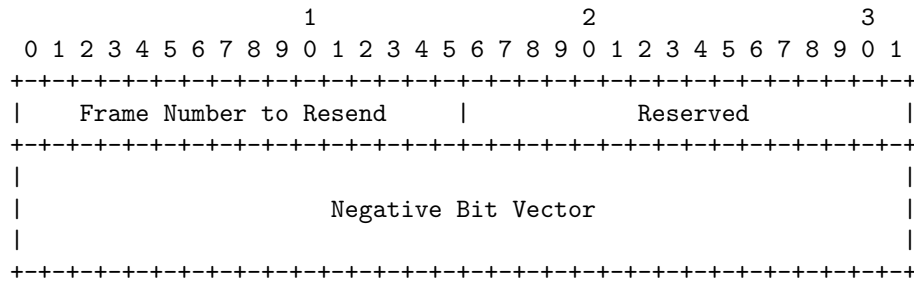 1                   2                   3
 0 1 2 3 4 5 6 7 8 9 0 1 2 3 4 5 6 7 8 9 0 1 2 3 4 5 6 7 8 9 0 1
+-+-+-+-+-+-+-+-+-+-+-+-+-+-+-+-+-+-+-+-+-+-+-+-+-+-+-+-+-+-+-+-+
|    Frame Number to Resend     |            Reserved           |
+-+-+-+-+-+-+-+-+-+-+-+-+-+-+-+-+-+-+-+-+-+-+-+-+-+-+-+-+-+-+-+-+
|                                                               |
|                      Negative Bit Vector                      |
|                                                               |
+-+-+-+-+-+-+-+-+-+-+-+-+-+-+-+-+-+-+-+-+-+-+-+-+-+-+-+-+-+-+-+-+